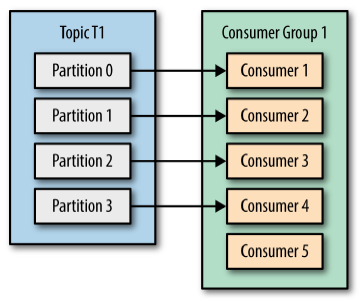 Topic T1
Partition 0
Partition 1
Partition 2
Partition 3
Consumer Group 1
Consumer 1
Consumer 2
Consumer 3
Consumer 4
Consumer 5